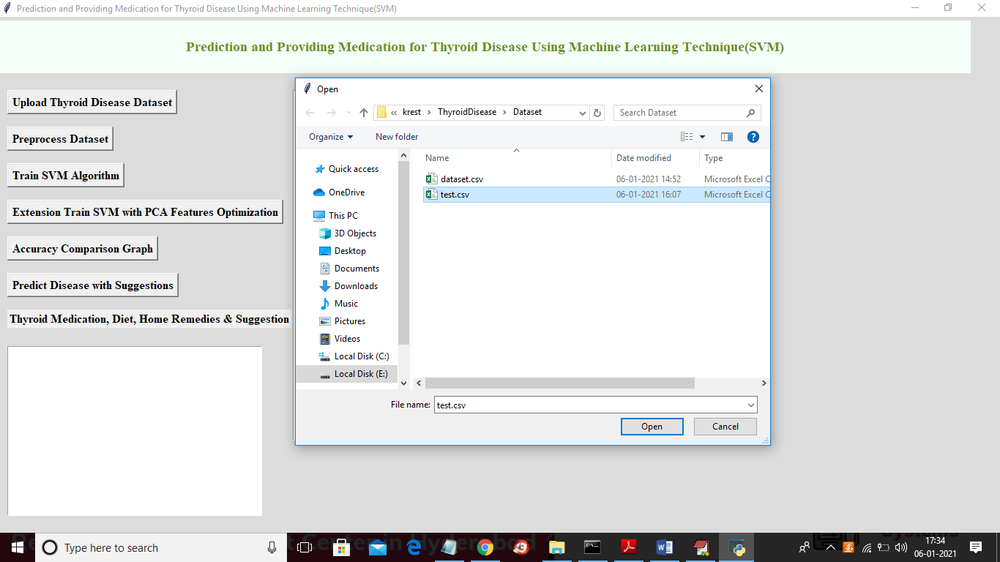 Prediction and Providing Medication for Thyroid Disease Using Machine Learning Technique(SVM)
Prediction and Providing Medication for Thyroid Disease Using Machine Learning Technique(SVM)
Upload Thyroid Disease Dataset
Preprocess Dataset
Train SVM Algorithm
Extension Train SVM with PCA Features Optimization
Accuracy Comparison Graph
Predict Disease with Suggestions
Thyroid Medication, Diet, Home Remedies & Suggestion
Open
« krest › ThyroidDisease › Dataset
Search Dataset
Organize
New folder
Name Date modified Type
dataset.csv 06-01-2021 14:52 Microsoft Excel C
test.csv 06-01-2021 16:07 Microsoft Excel C
Quick access
OneDrive
This PC
3D Objects
Desktop
Documents
Downloads
Music
Pictures
Videos
Local Disk (C:)
Local Disk (E:)
File name: test.csv
Open Cancel
Type here to search
17:34
06-01-2021